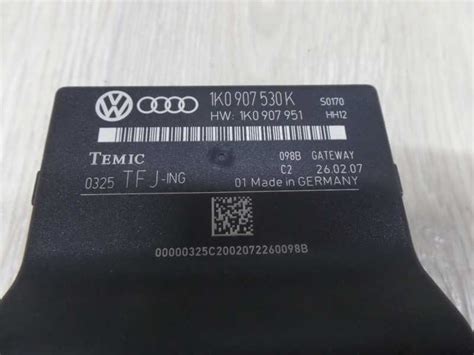 1K0 907 530 K S0170
HW: 1K0 907 951 HH12
TEMIC 098B GATEWAY
C2 26.02.07
0325 TFJ-ING 01 Made in GERMANY
00000325C2002072260098B